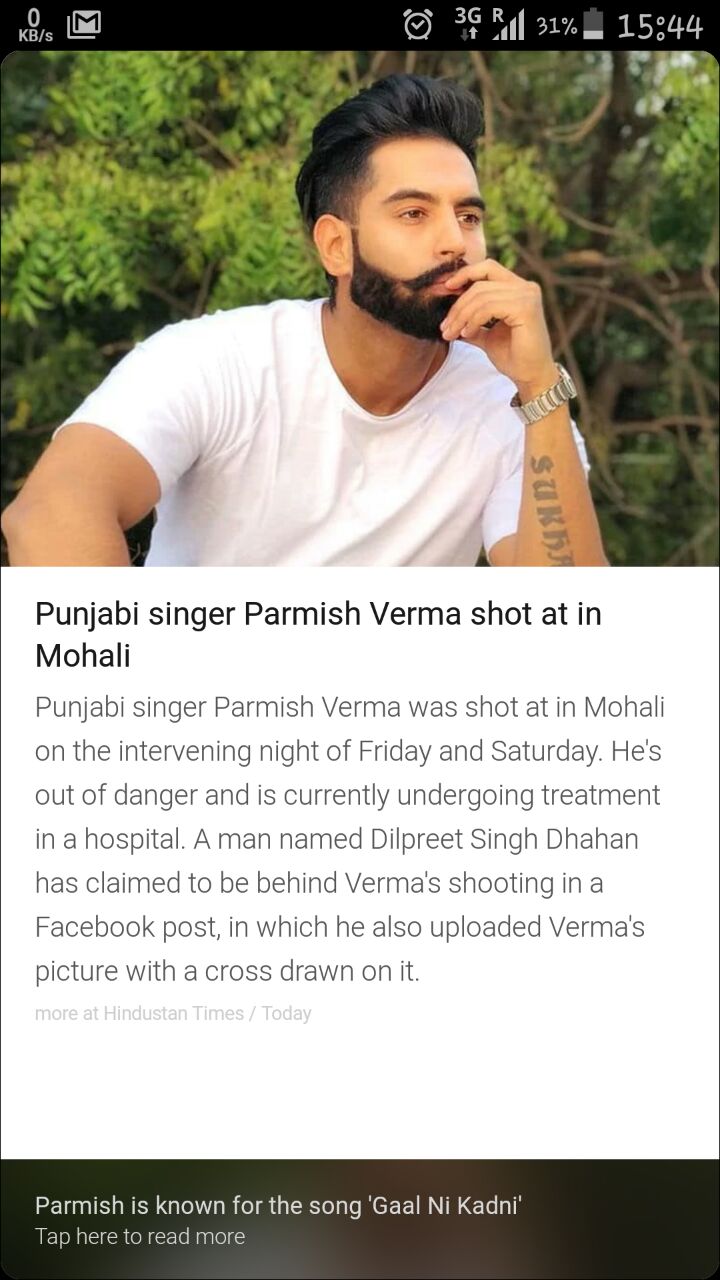 0
KB/s
3G R 31% 15:44
sukhA
Punjabi singer Parmish Verma shot at in
Mohali
Punjabi singer Parmish Verma was shot at in Mohali
on the intervening night of Friday and Saturday. He's
out of danger and is currently undergoing treatment
in a hospital. A man named Dilpreet Singh Dhahan
has claimed to be behind Verma's shooting in a
Facebook post, in which he also uploaded Verma's
picture with a cross drawn on it.
more at Hindustan Times / Today
Parmish is known for the song 'Gaal Ni Kadni'
Tap here to read more